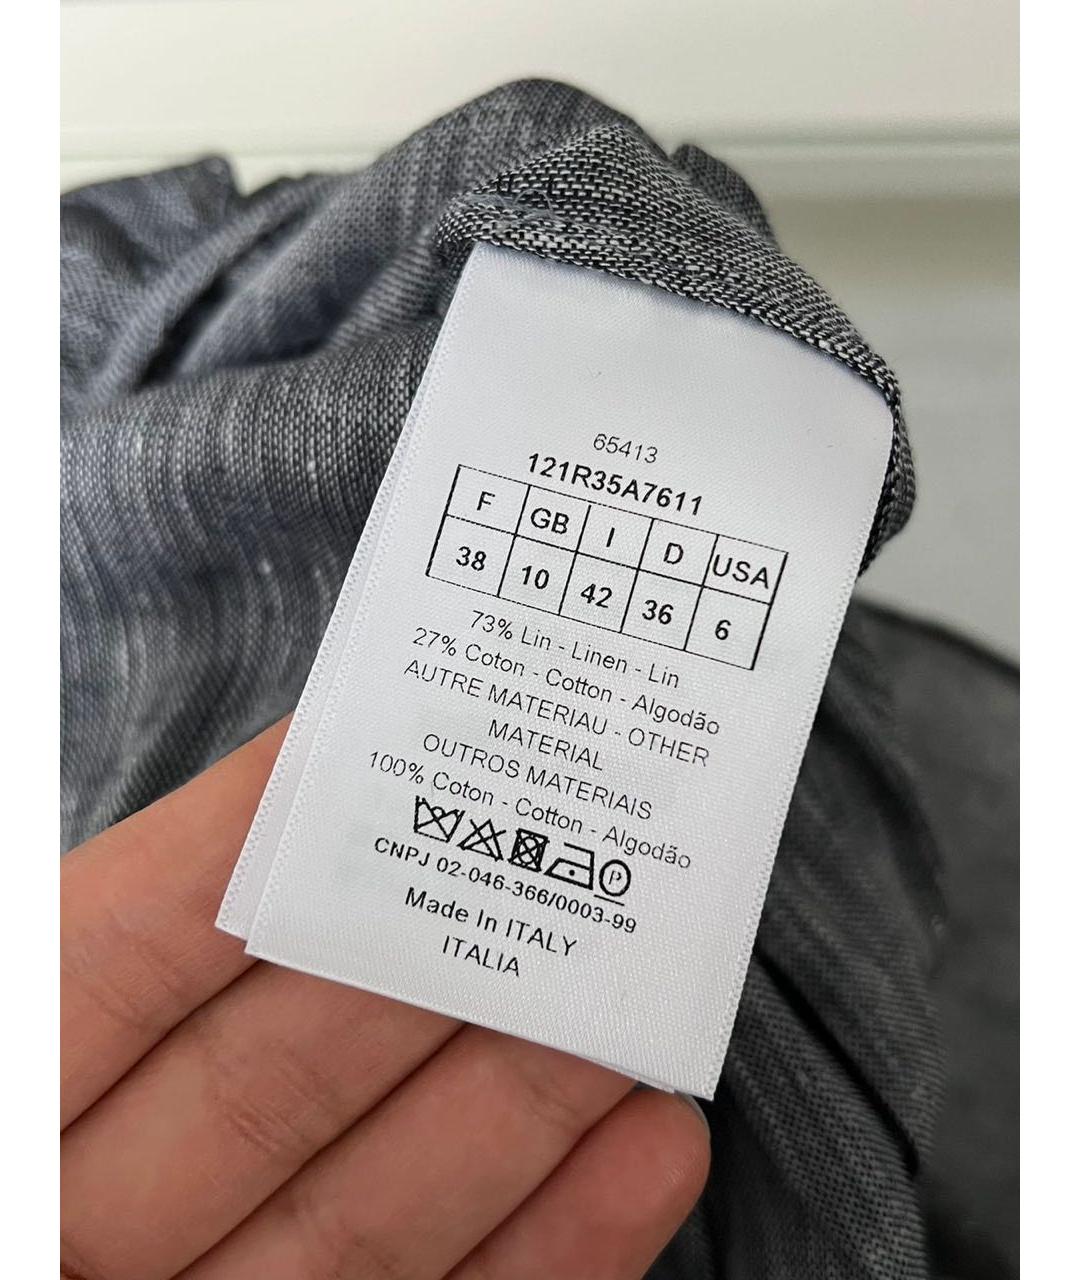 65413
121R35A7611
F GB I D USA
38 10 42 36 6
73% Lin - Linen - Lin
27% Coton - Cotton - Algodão
AUTRE MATERIAU - OTHER
MATERIAL
OUTROS MATERIAIS
100% Coton - Cotton - Algodão
P
CNPJ 02-046-366/0003-99
Made In ITALY
ITALIA